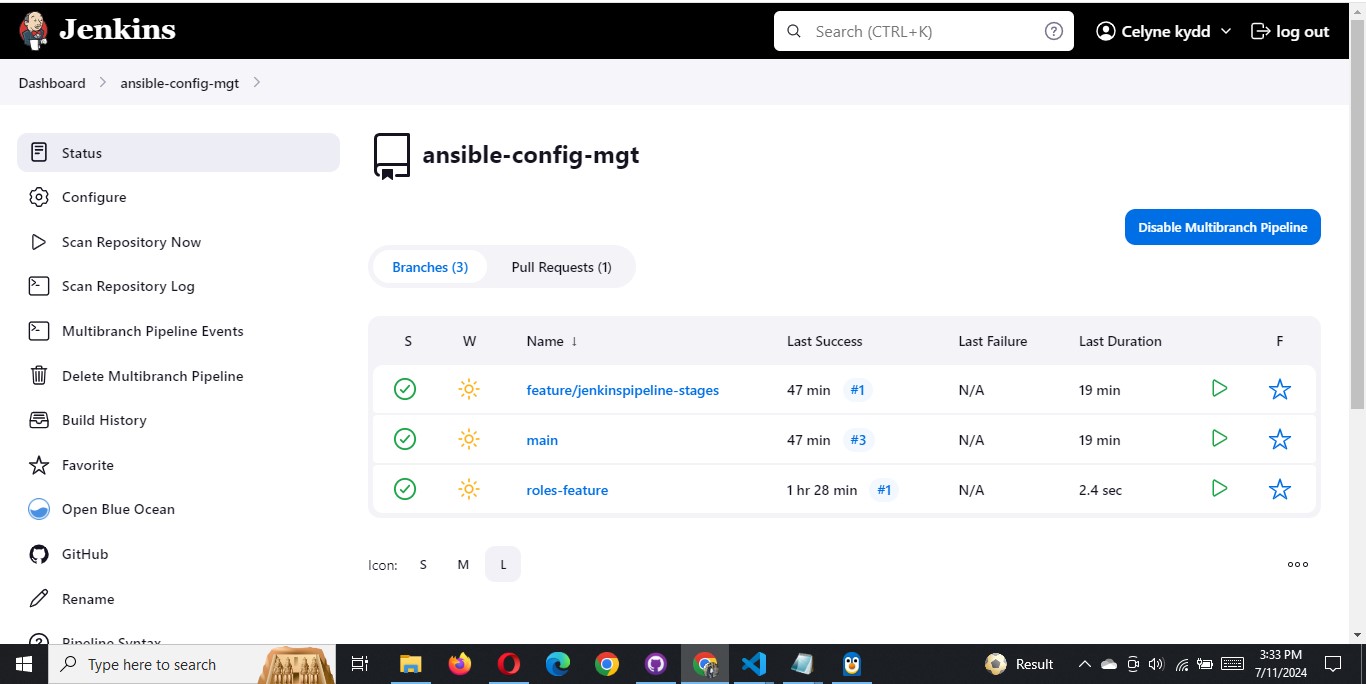 Jenkins
Search (CTRL+K)
?
Celyne kydd
log out
Dashboard
ansible-config-mgt
Status
Configure
Scan Repository Now
Scan Repository Log
Multibranch Pipeline Events
Delete Multibranch Pipeline
Build History
Favorite
Open Blue Ocean
GitHub
Rename
Pipeline Syntax
ansible-config-mgt
Disable Multibranch Pipeline
Branches (3) Pull Requests (1)
S W Name ↓ Last Success Last Failure Last Duration F
feature/jenkinspipeline-stages 47 min #1 N/A 19 min
main 47 min #3 N/A 19 min
roles-feature 1 hr 28 min #1 N/A 2.4 sec
Icon: S M L
Type here to search
Result
3:33 PM
7/11/2024